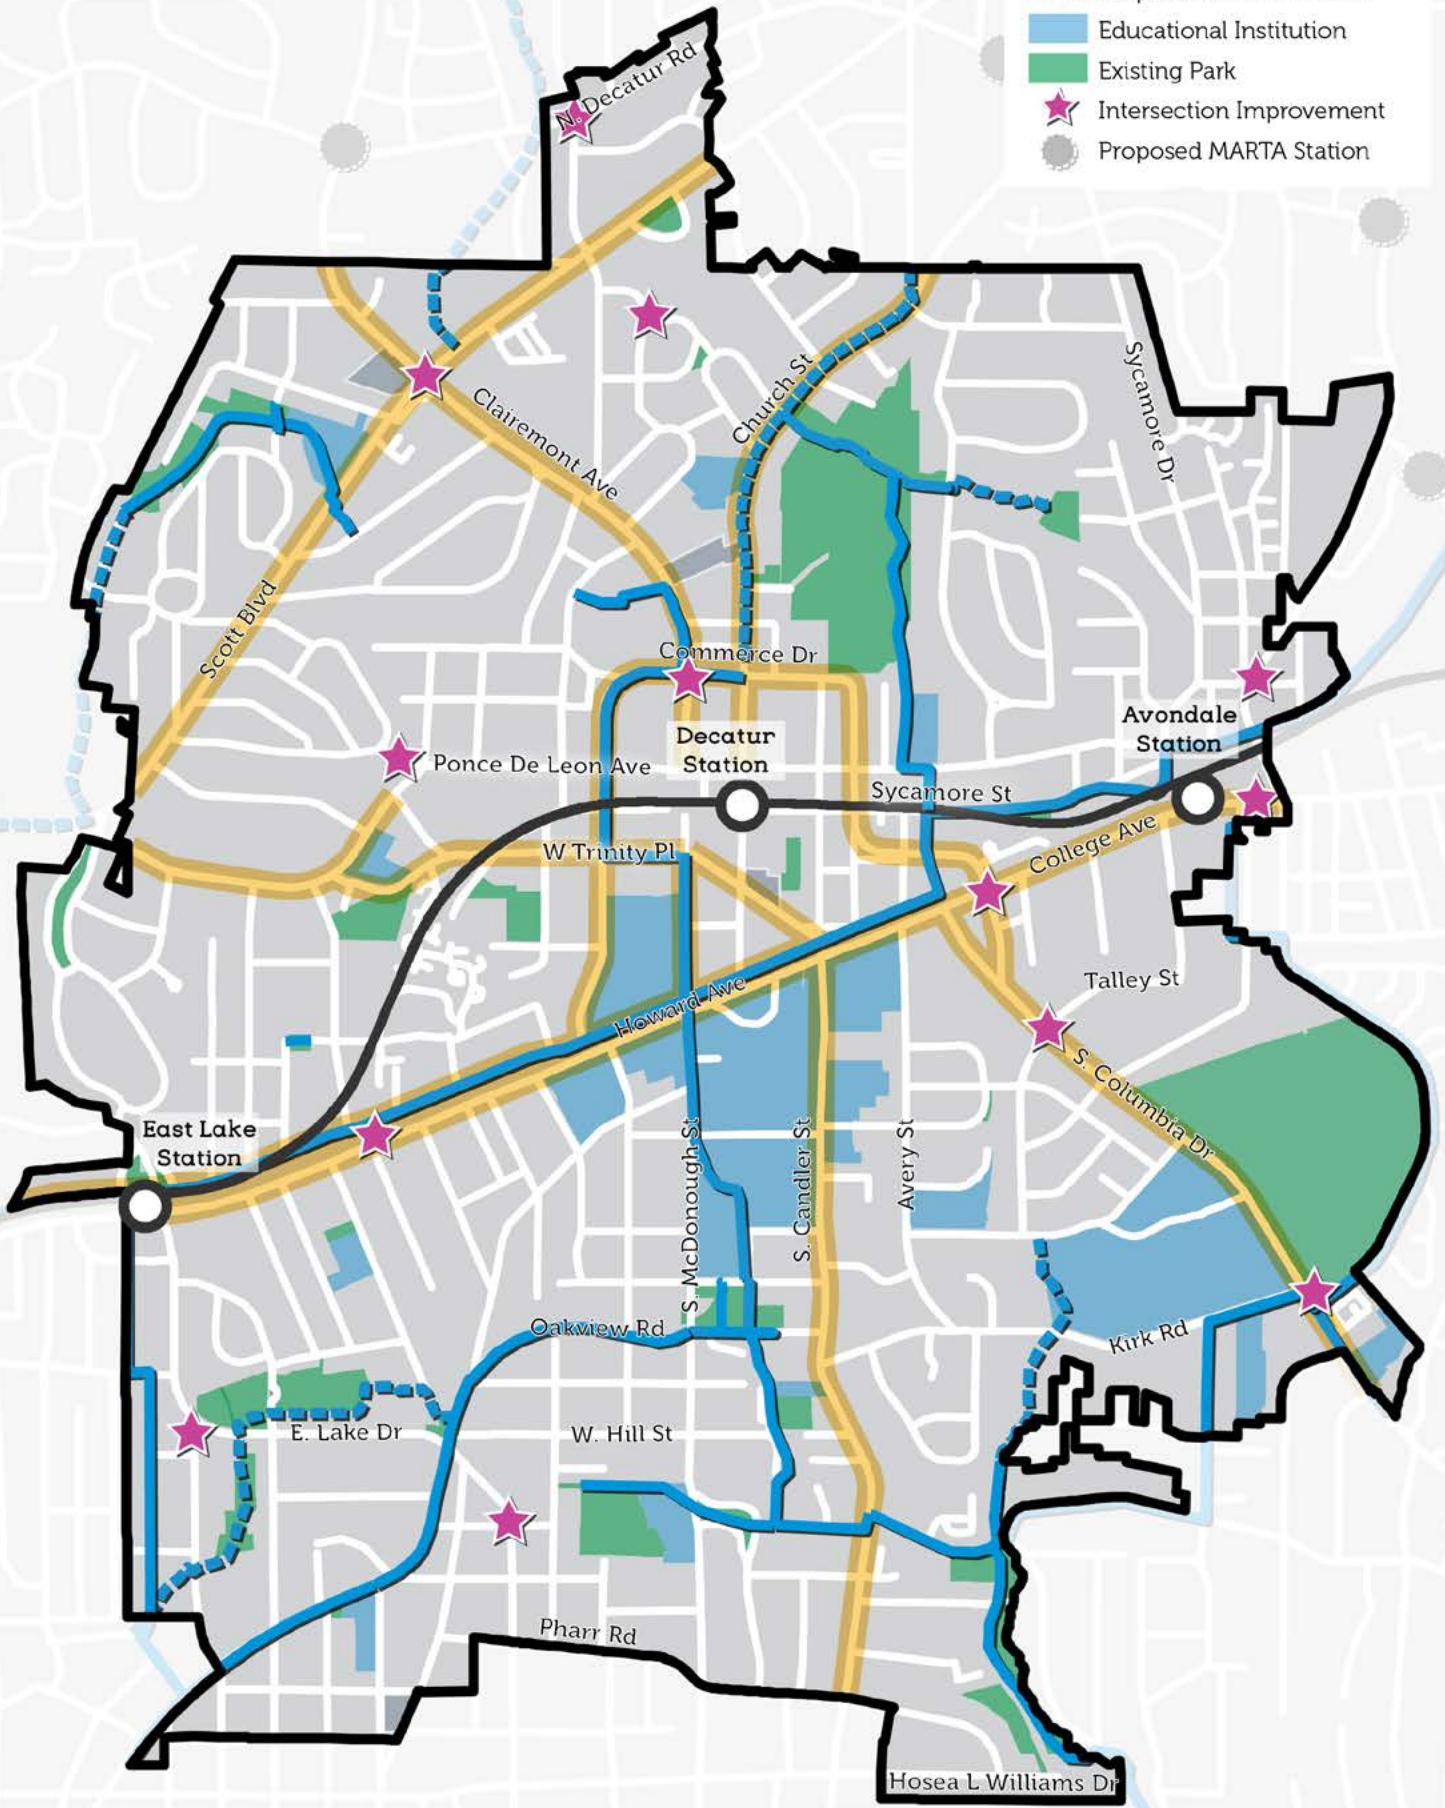 Educational Institution
Existing Park
Intersection Improvement
Proposed MARTA Station
N. Decatur Rd
Sycamore Dr
Church St
Clairemont Ave
Scott Blvd
Commerce Dr
Avondale
Station
Decatur
Station
Ponce De Leon Ave
Sycamore St
College Ave
W Trinity Pl
Talley St
Howard Ave
S. Columbia Dr
East Lake
Station
S. McDonough St
S. Candler St
Avery St
Oakview Rd
Kirk Rd
E. Lake Dr
W. Hill St
Pharr Rd
Hosea L Williams Dr